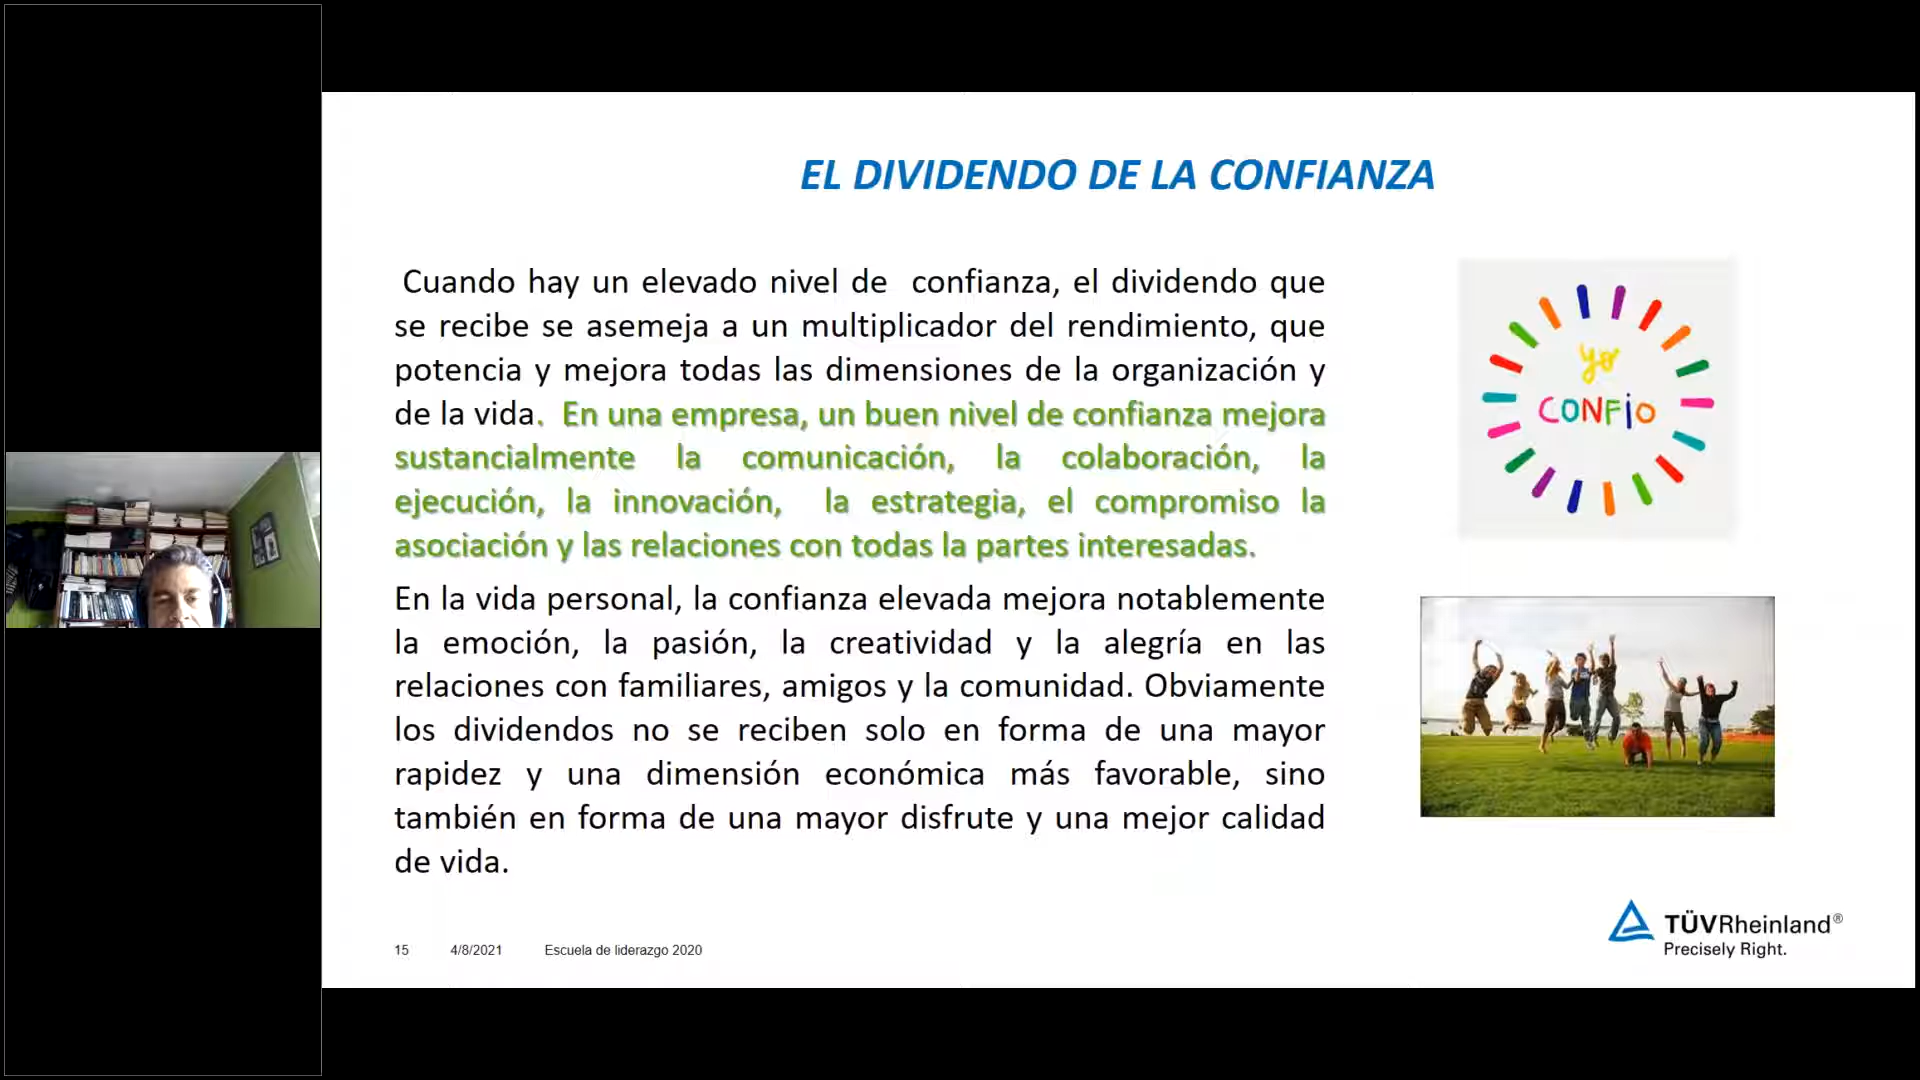 EL DIVIDENDO DE LA CONFIANZA
Cuando hay un elevado nivel de confianza, el dividendo que
se recibe se asemeja a un multiplicador del rendimiento, que
potencia y mejora todas las dimensiones de la organización y
de la vida. En una empresa, un buen nivel de confianza mejora
sustancialmente la comunicación, la colaboración, la
ejecución, la innovación, la estrategia, el compromiso la
asociación y las relaciones con todas la partes interesadas.
En la vida personal, la confianza elevada mejora notablemente
la emoción, la pasión, la creatividad y la alegría en las
relaciones con familiares, amigos y la comunidad. Obviamente
los dividendos no se reciben solo en forma de una mayor
rapidez y una dimensión económica más favorable, sino
también en forma de una mayor disfrute y una mejor calidad
de vida.
yo
CONFiO
15 4/8/2021 Escuela de liderazgo 2020
TÜVRheinland®
Precisely Right.